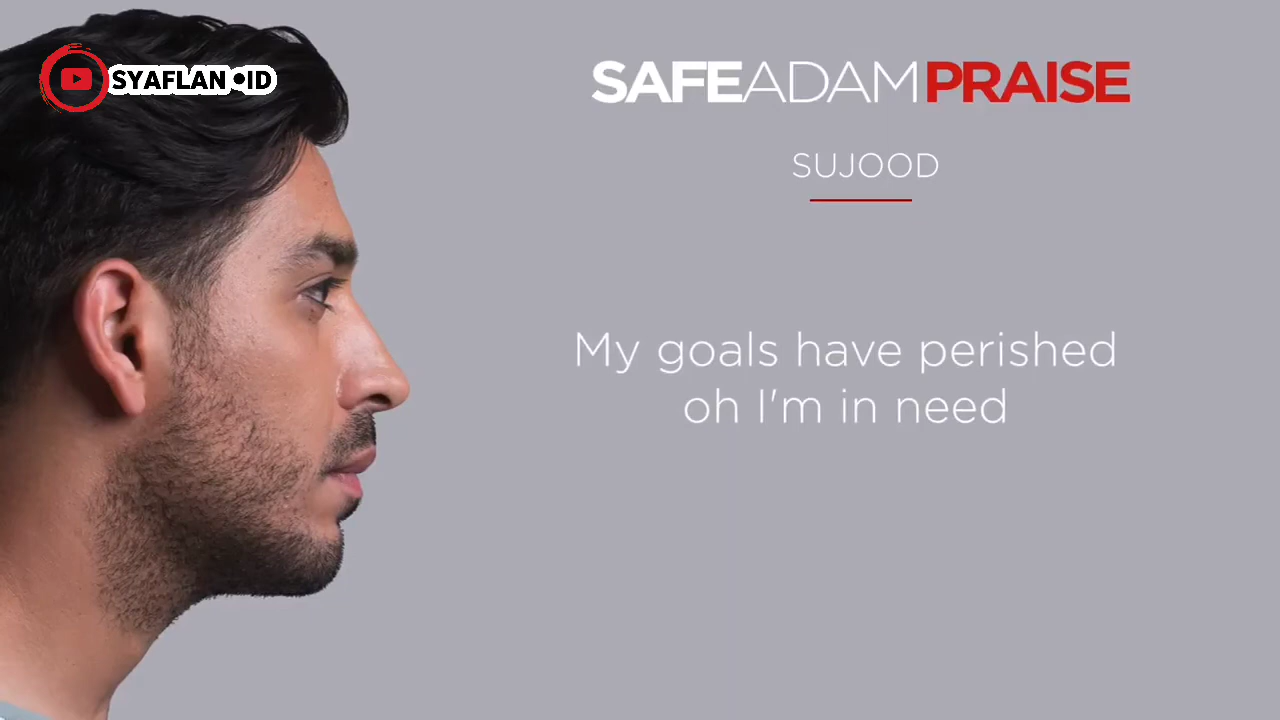 SYAFLAN ID
SAFEADAMPRAISE
SUJOOD
My goals have perished
oh I'm in need